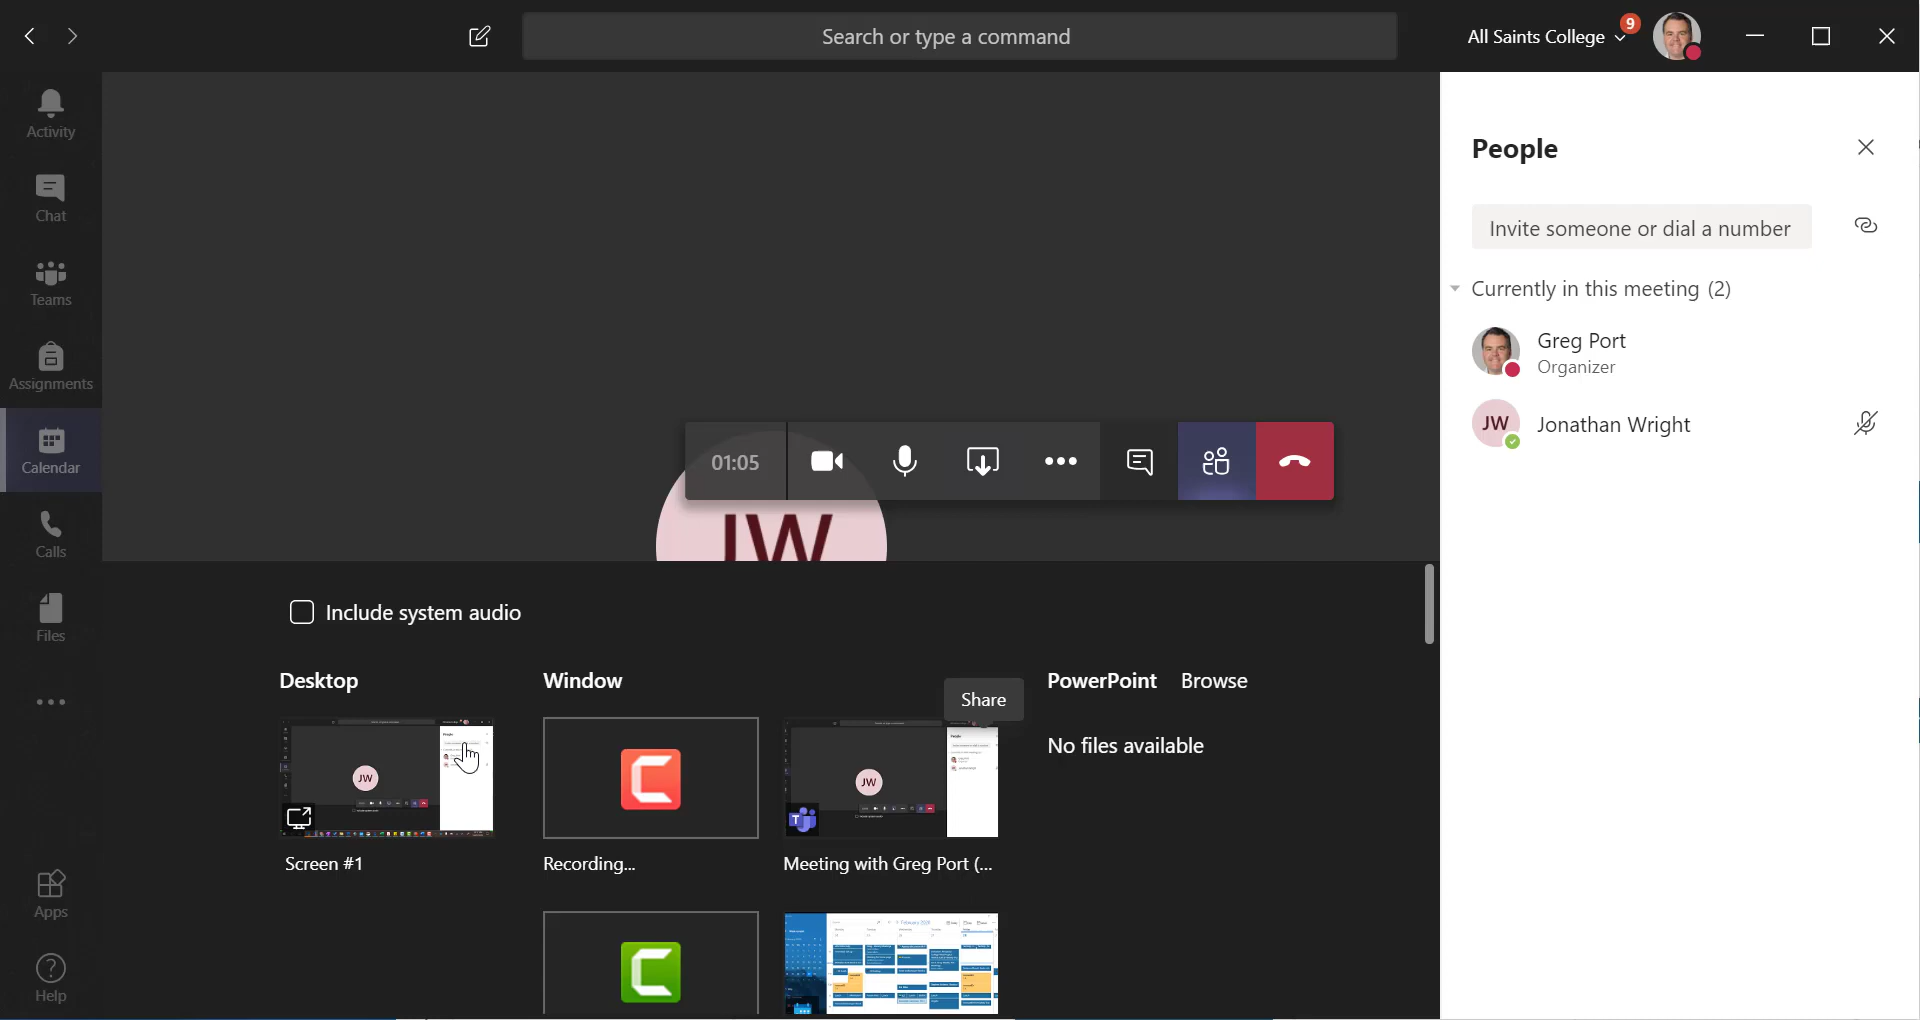 Search or type a command
All Saints College
9
Activity
Chat
Teams
Assignments
Calendar
Calls
Files
Apps
Help
01:05
JW
Include system audio
Desktop
Window
Share
PowerPoint
Browse
No files available
JW
JW
Screen #1
Recording...
Meeting with Greg Port (...
People
Invite someone or dial a number
Currently in this meeting (2)
Greg Port
Organizer
JW
Jonathan Wright